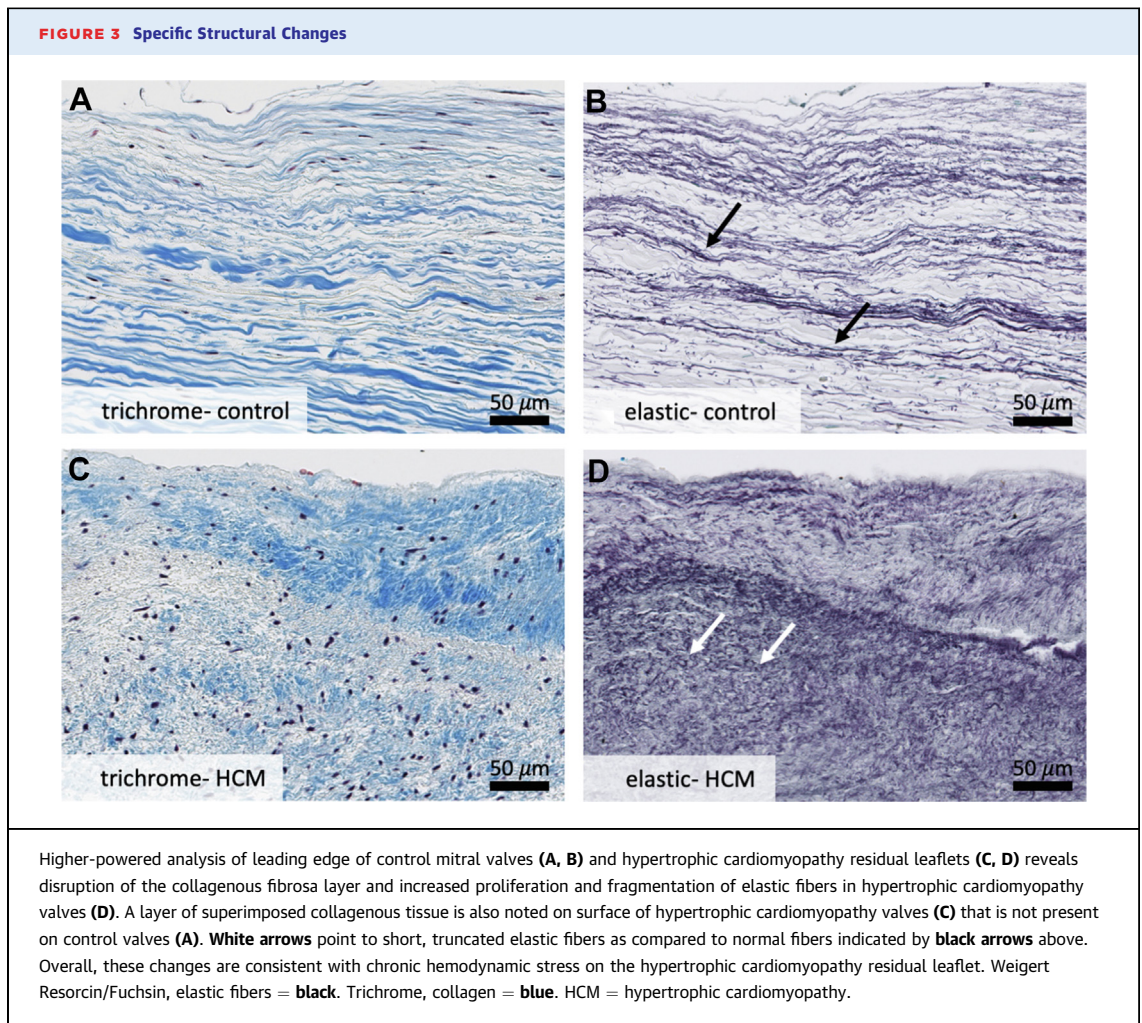 FIGURE 3 Specific Structural Changes
A
B
trichrome- control
50 μm
elastic- control
50 μm
C
D
trichrome- HCM
50 μm
elastic- HCM
50 μm
Higher-powered analysis of leading edge of control mitral valves (A, B) and hypertrophic cardiomyopathy residual leaflets (C, D) reveals
disruption of the collagenous fibrosa layer and increased proliferation and fragmentation of elastic fibers in hypertrophic cardiomyopathy
valves (D). A layer of superimposed collagenous tissue is also noted on surface of hypertrophic cardiomyopathy valves (C) that is not present
on control valves (A). White arrows point to short, truncated elastic fibers as compared to normal fibers indicated by black arrows above.
Overall, these changes are consistent with chronic hemodynamic stress on the hypertrophic cardiomyopathy residual leaflet. Weigert
Resorcin/Fuchsin, elastic fibers = black. Trichrome, collagen = blue. HCM = hypertrophic cardiomyopathy.